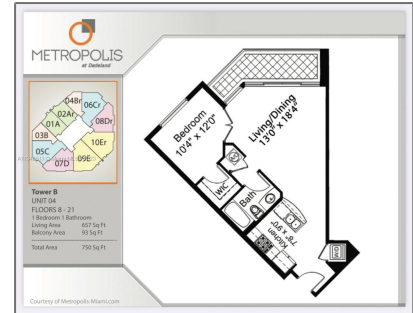 METROPOLIS
at Dadeland
04Br
06Cr
02Ar
01A
08Dr
03B
10Er
05C
09E
07D
Tower B
UNIT 04
FLOORS 8 - 21
1 Bedroom 1 Bathroom
Living Area 657 Sq Ft
Balcony Area 93 Sq Ft
Total Area 750 Sq Ft
Courtesy of Metropolis-Miami.com
Bedroom
10'4" x 12'0"
Living/Dining
13'0" x 18'4"
WIC
Bath
Kitchen
7'8" x 9'0"